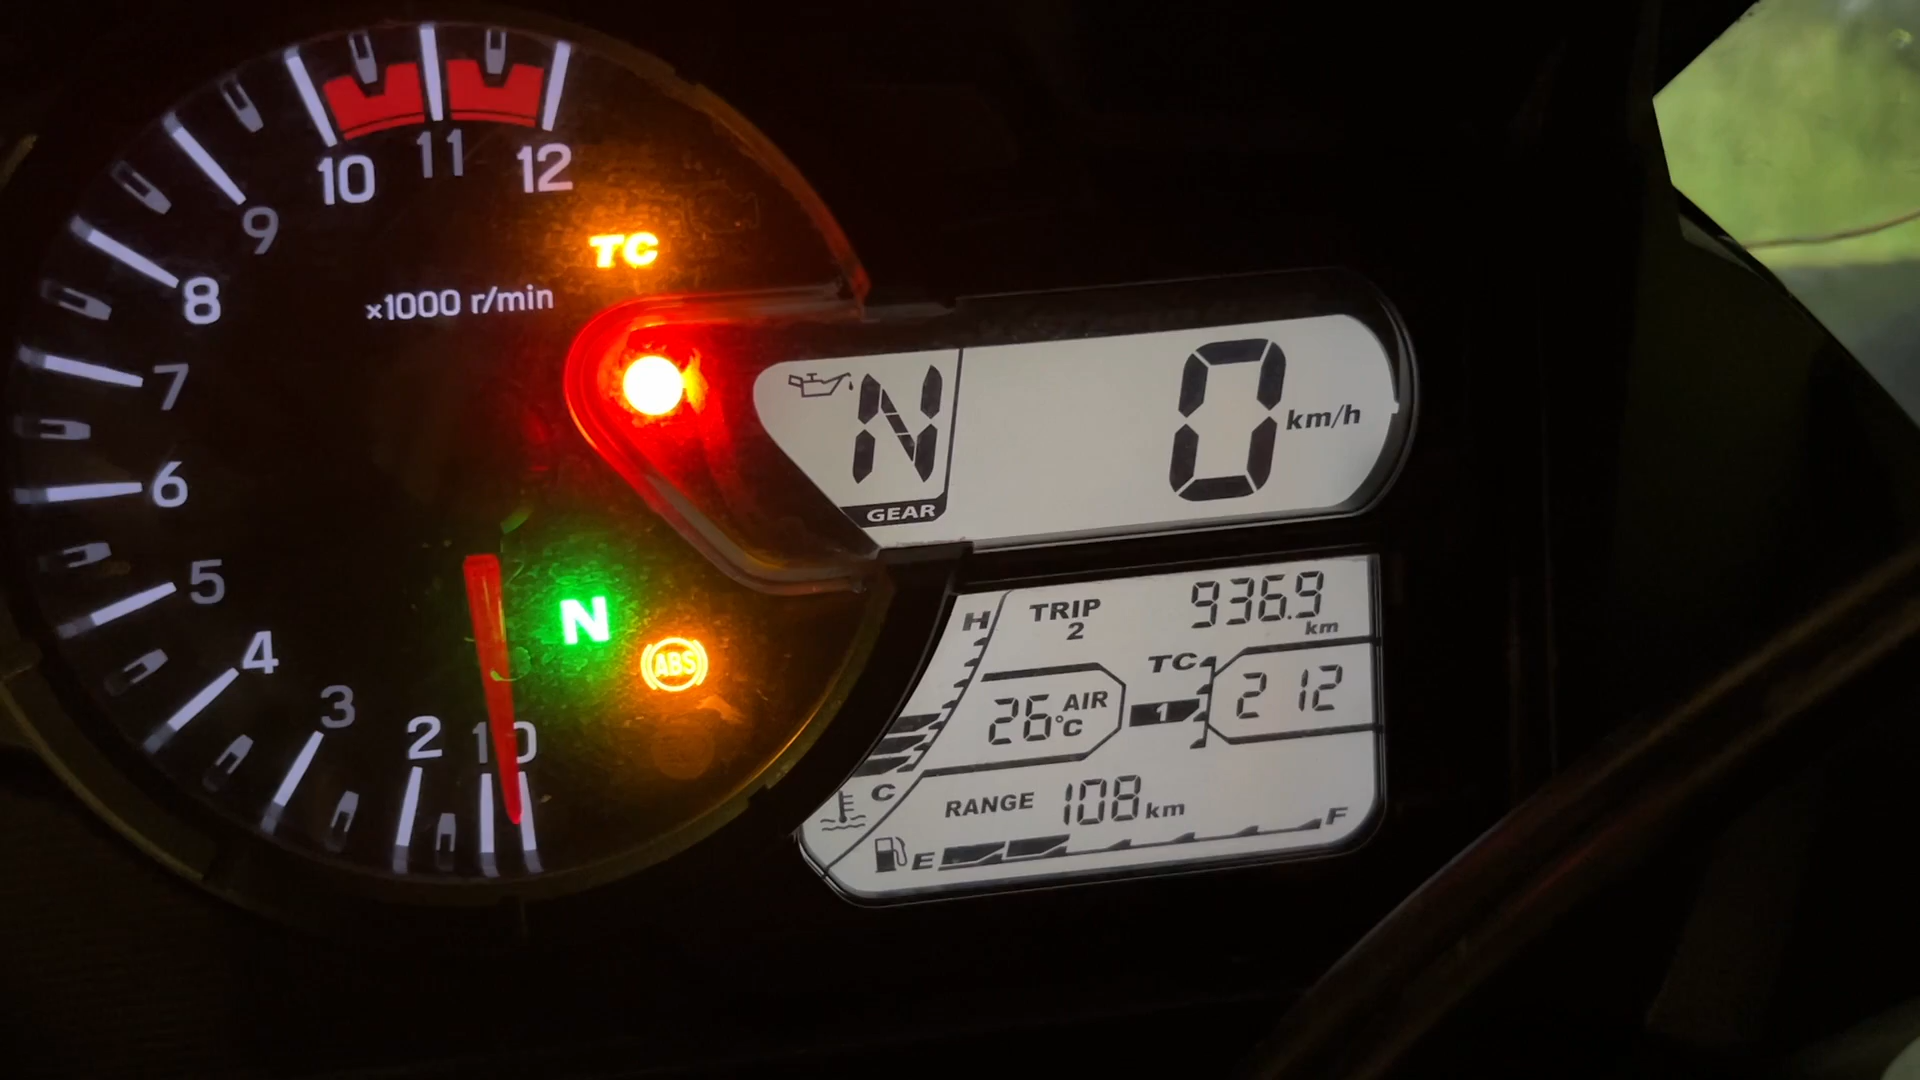 10 11 12
9
8
7
6
5
4
3
2 1 0
×1000 r/min
TC
N
ABS
N
GEAR
0 km/h
H
C
TRIP
2
936.9
km
26 AIR
°C
TC
1
2 12
RANGE 108 km
E
F